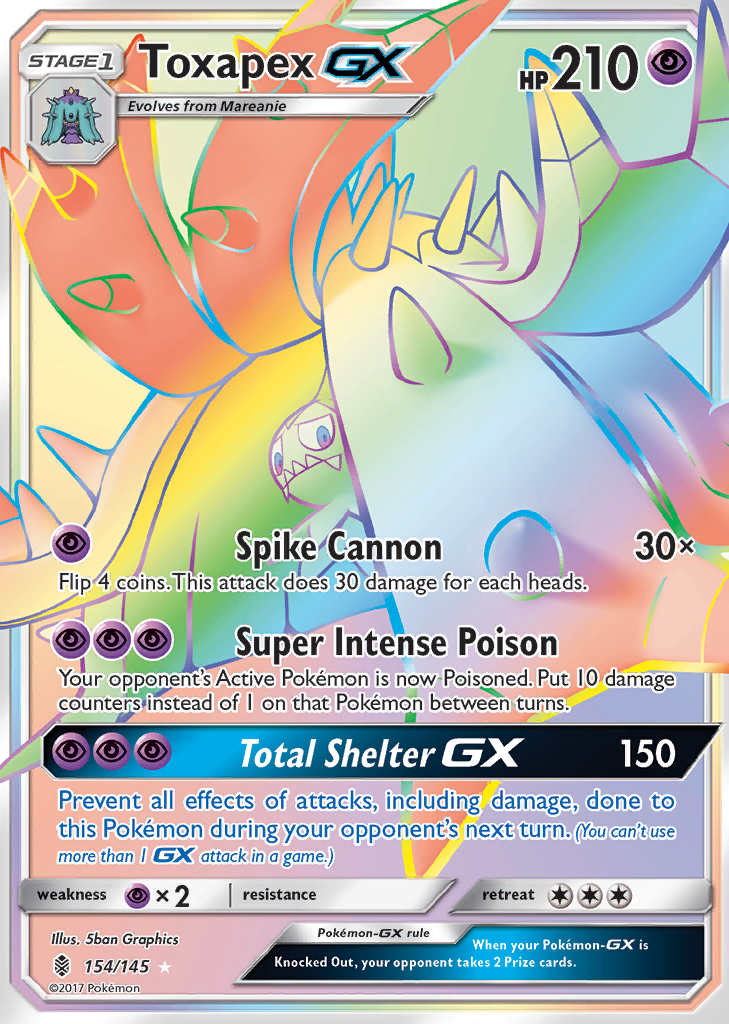 STAGE 1 Toxapex GX HP 210
Evolves from Mareanie
Spike Cannon 30×
Flip 4 coins. This attack does 30 damage for each heads.
Super Intense Poison
Your opponent's Active Pokémon is now Poisoned. Put 10 damage
counters instead of 1 on that Pokémon between turns.
Total Shelter GX 150
Prevent all effects of attacks, including damage, done to
this Pokémon during your opponent's next turn. (You can't use
more than 1 GX attack in a game.)
weakness ×2 resistance retreat
Illus. 5ban Graphics
154/145
©2017 Pokémon
Pokémon-GX rule
When your Pokémon-GX is
Knocked Out, your opponent takes 2 Prize cards.